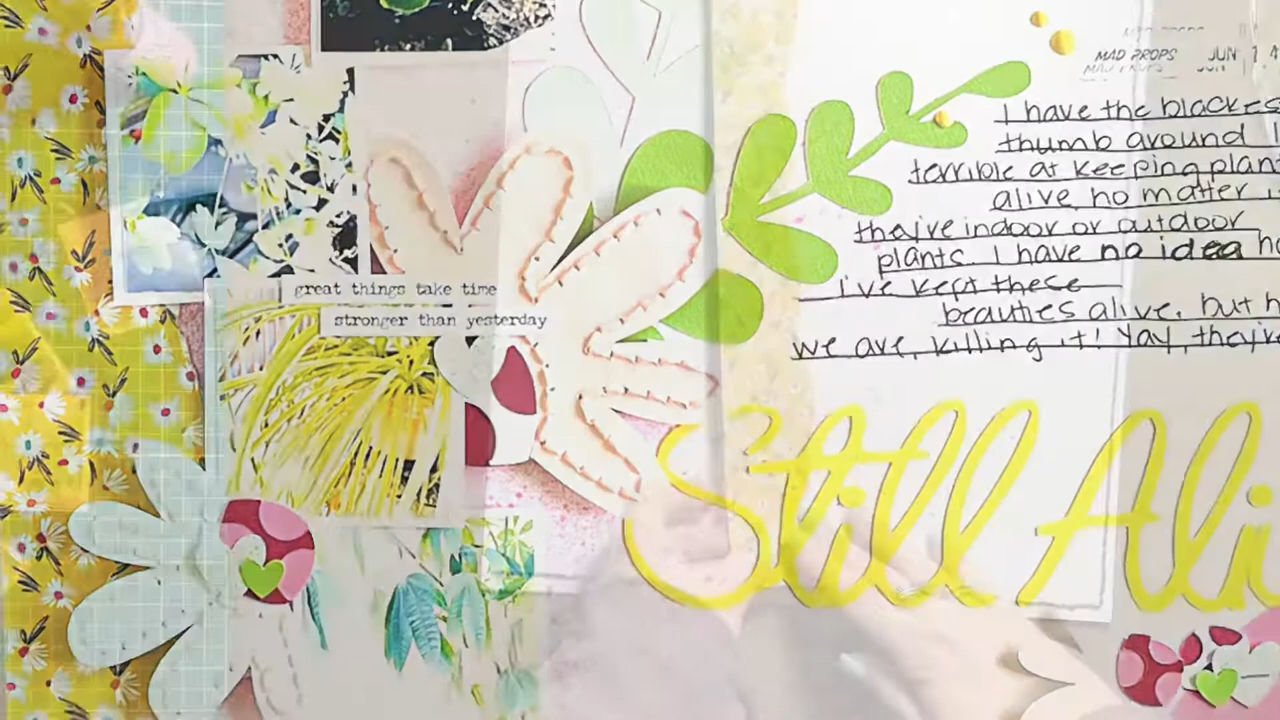 MAD PROPS JUN 14
I have the blackes
thumb around
terrible at keeping plant
alive no matter
they're indoor or outdoor
plants. I have no idea h
i've kept these
beauties alive, but h
we are, killing it! Yay, they're
great things take time
stronger than yesterday
Still Ali